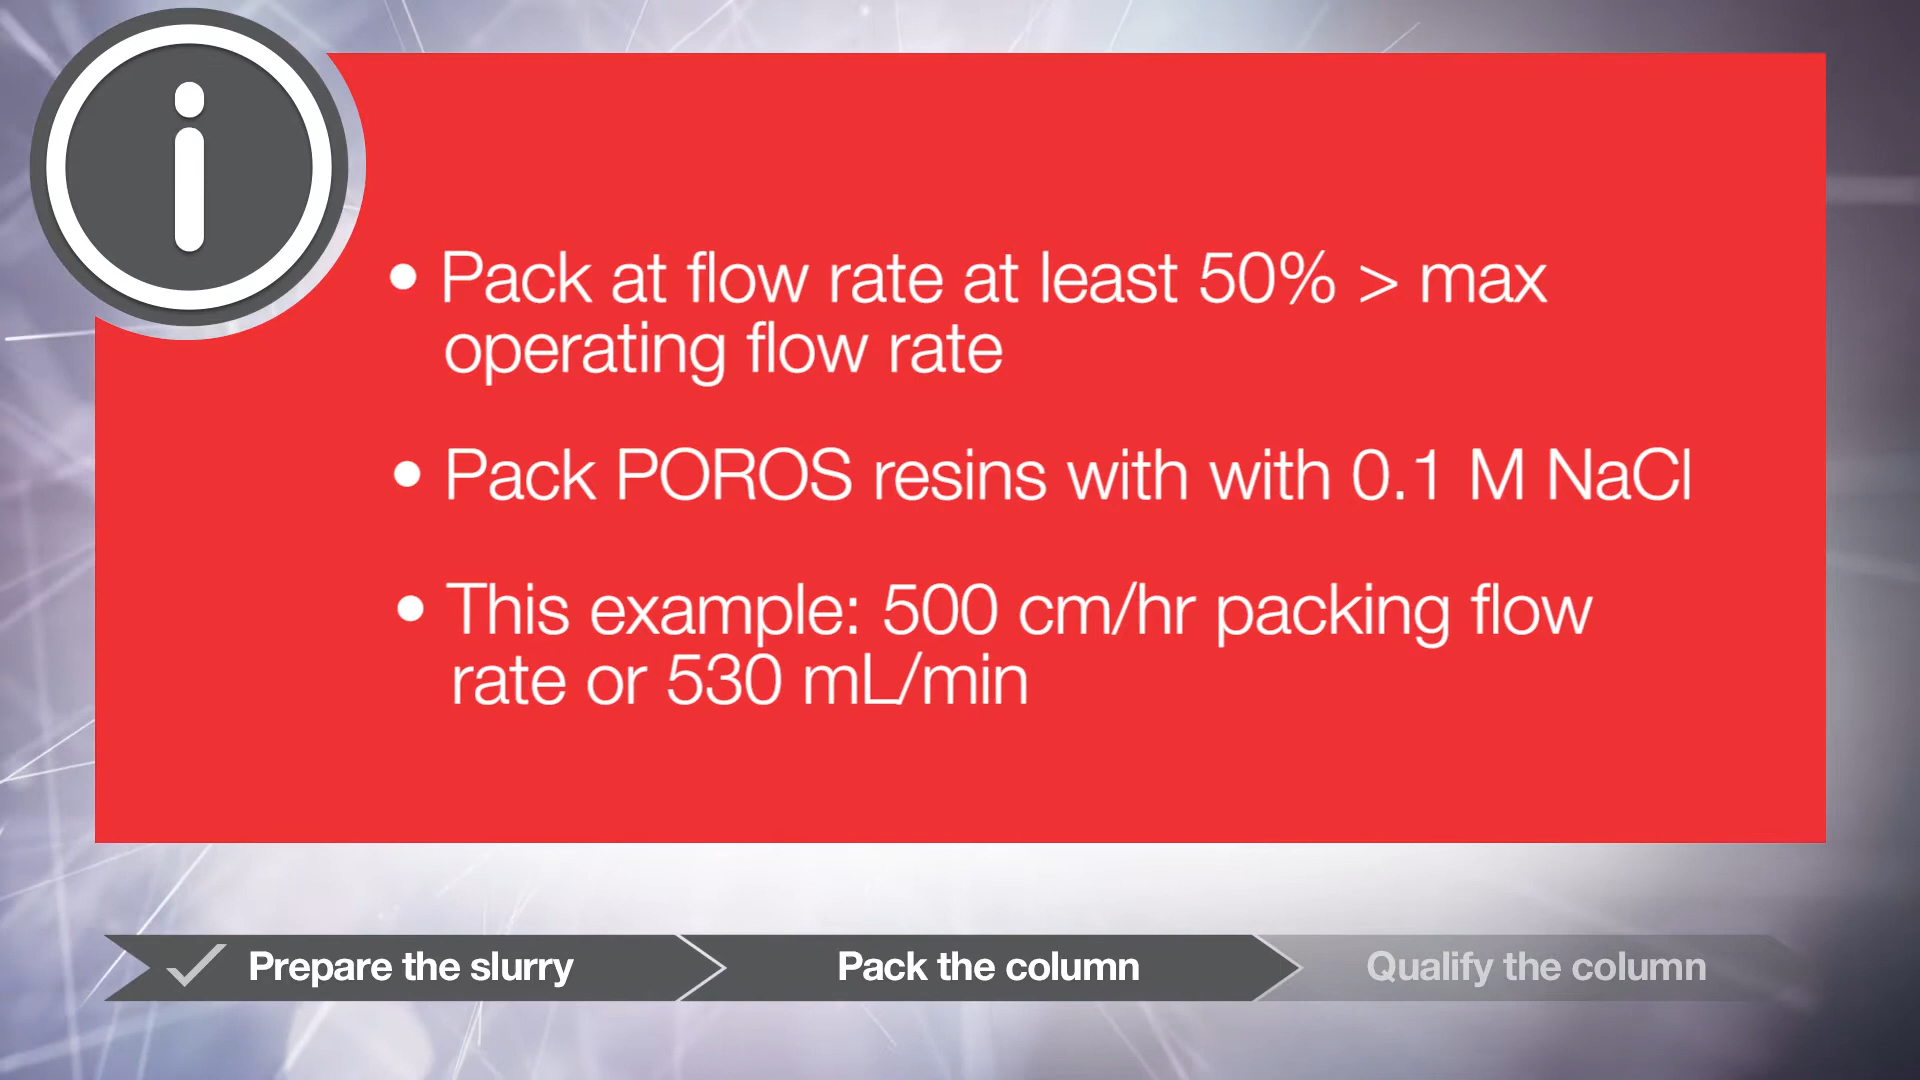 • Pack at flow rate at least 50% > max
operating flow rate
• Pack POROS resins with with 0.1 M NaCl
• This example: 500 cm/hr packing flow
rate or 530 mL/min
Prepare the slurry
Pack the column
Qualify the column